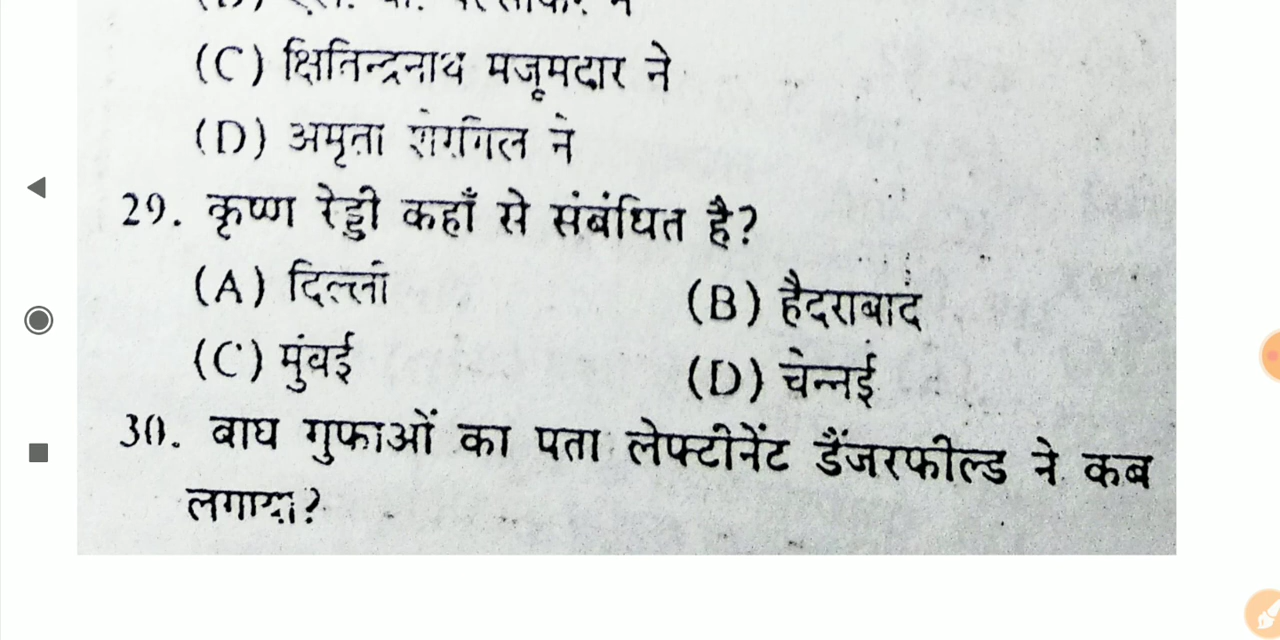 (C) क्षितिन्द्रनाथ मजूमदार ने
(D) अमृता शेरगिल ने
29. कृष्ण रेड्डी कहाँ से संबंधित है?
(A) दिल्ली (B) हैदराबाद
(C) मुंबई (D) चेन्नई
30. बाघ गुफाओं का पता लेफ्टीनेंट डैंजरफील्ड ने कब
लगाया?